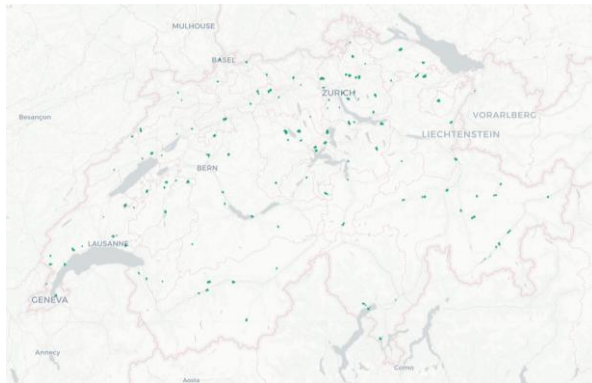 MULHOUSE
BASEL
ZURICH
Besançon
VORARLBERG
LIECHTENSTEIN
BERN
LAUSANNE
GENEVA
Annecy
Como
Aosta